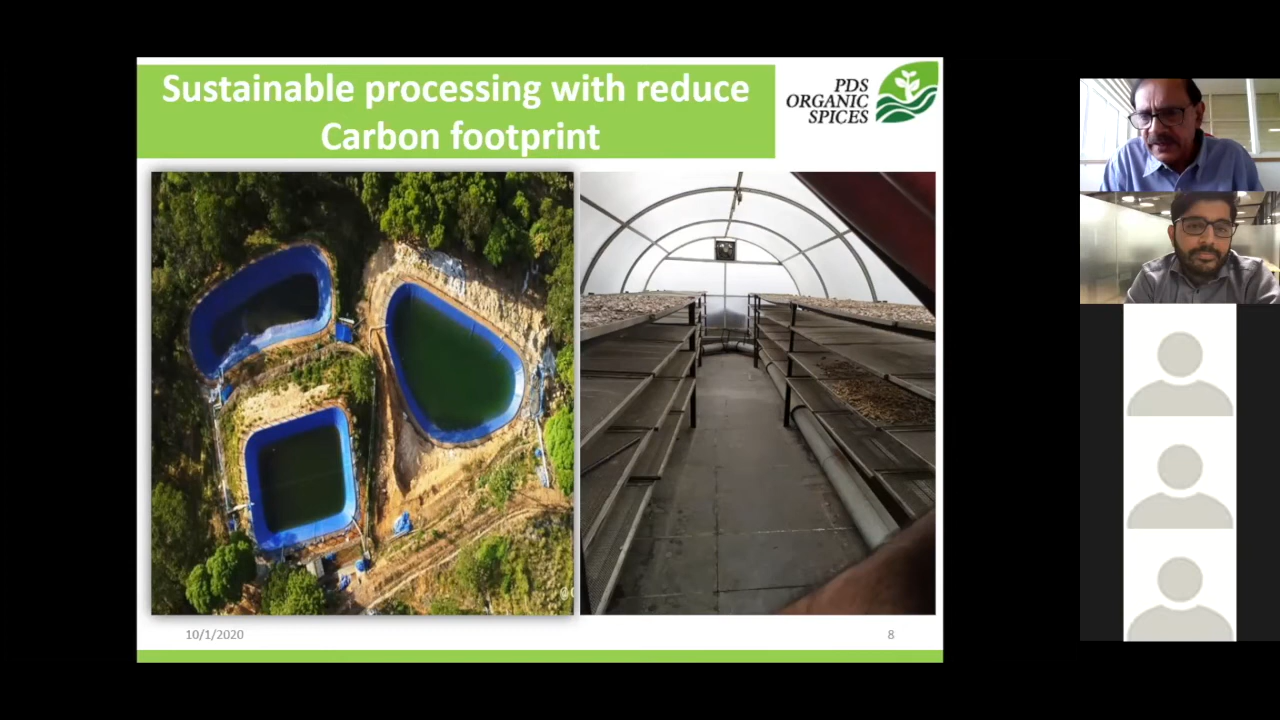 Sustainable processing with reduce
Carbon footprint
PDS
ORGANIC
SPICES
10/1/2020
8